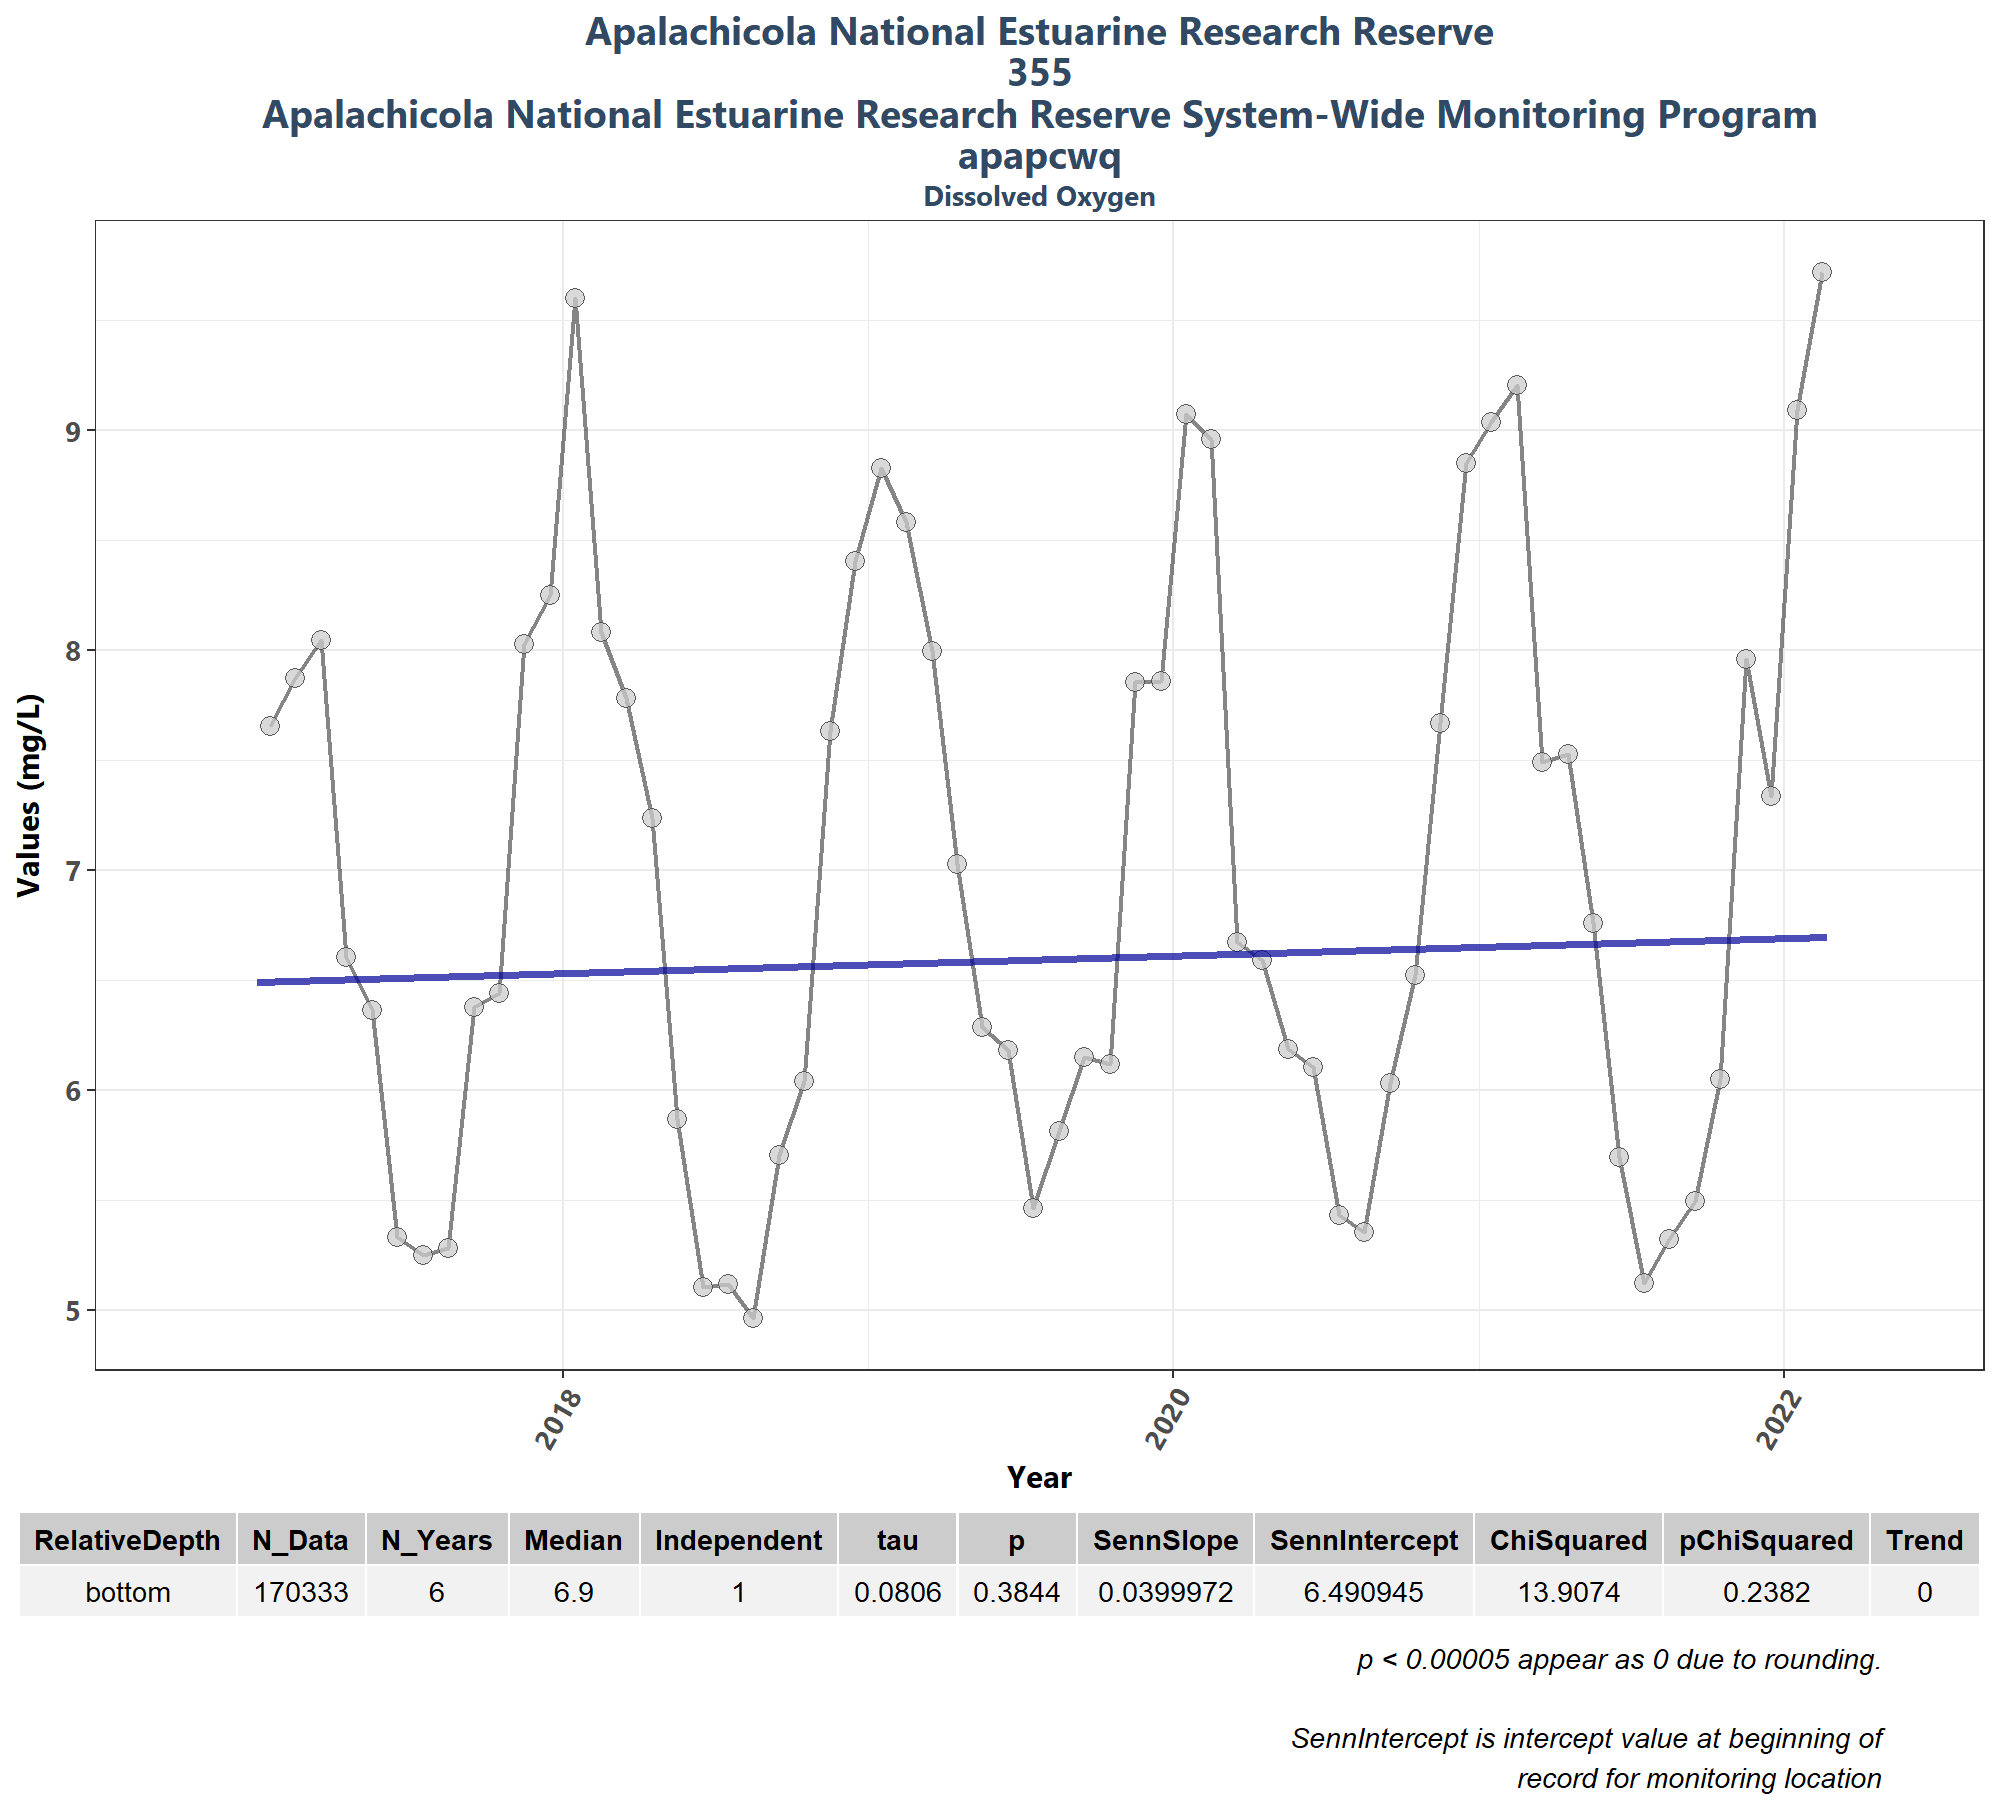 Apalachicola National Estuarine Research Reserve
355
Apalachicola National Estuarine Research Reserve System-Wide Monitoring Program
apapcwq
Dissolved Oxygen
Values (mg/L)
9
8
7
6
5
2018
2020
2022
Year
RelativeDepth N_Data N_Years Median Independent tau p SennSlope SennIntercept ChiSquared pChiSquared Trend
bottom 170333 6 6.9 1 0.0806 0.3844 0.0399972 6.490945 13.9074 0.2382 0
p < 0.00005 appear as 0 due to rounding.
SennIntercept is intercept value at beginning of
record for monitoring location